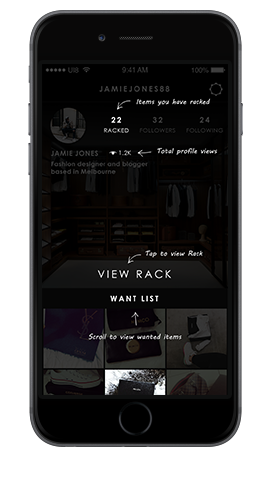 UI8 9:41 AM 100%
JAMIEJONES88
Items you have racked
22 32 24
RACKED FOLLOWERS FOLLOWING
JAMIE JONES 1.2K Total profile views
Fashion designer and blogger
based in Melbourne
Tap to view Rack
VIEW RACK
WANT LIST
Scroll to view wanted items